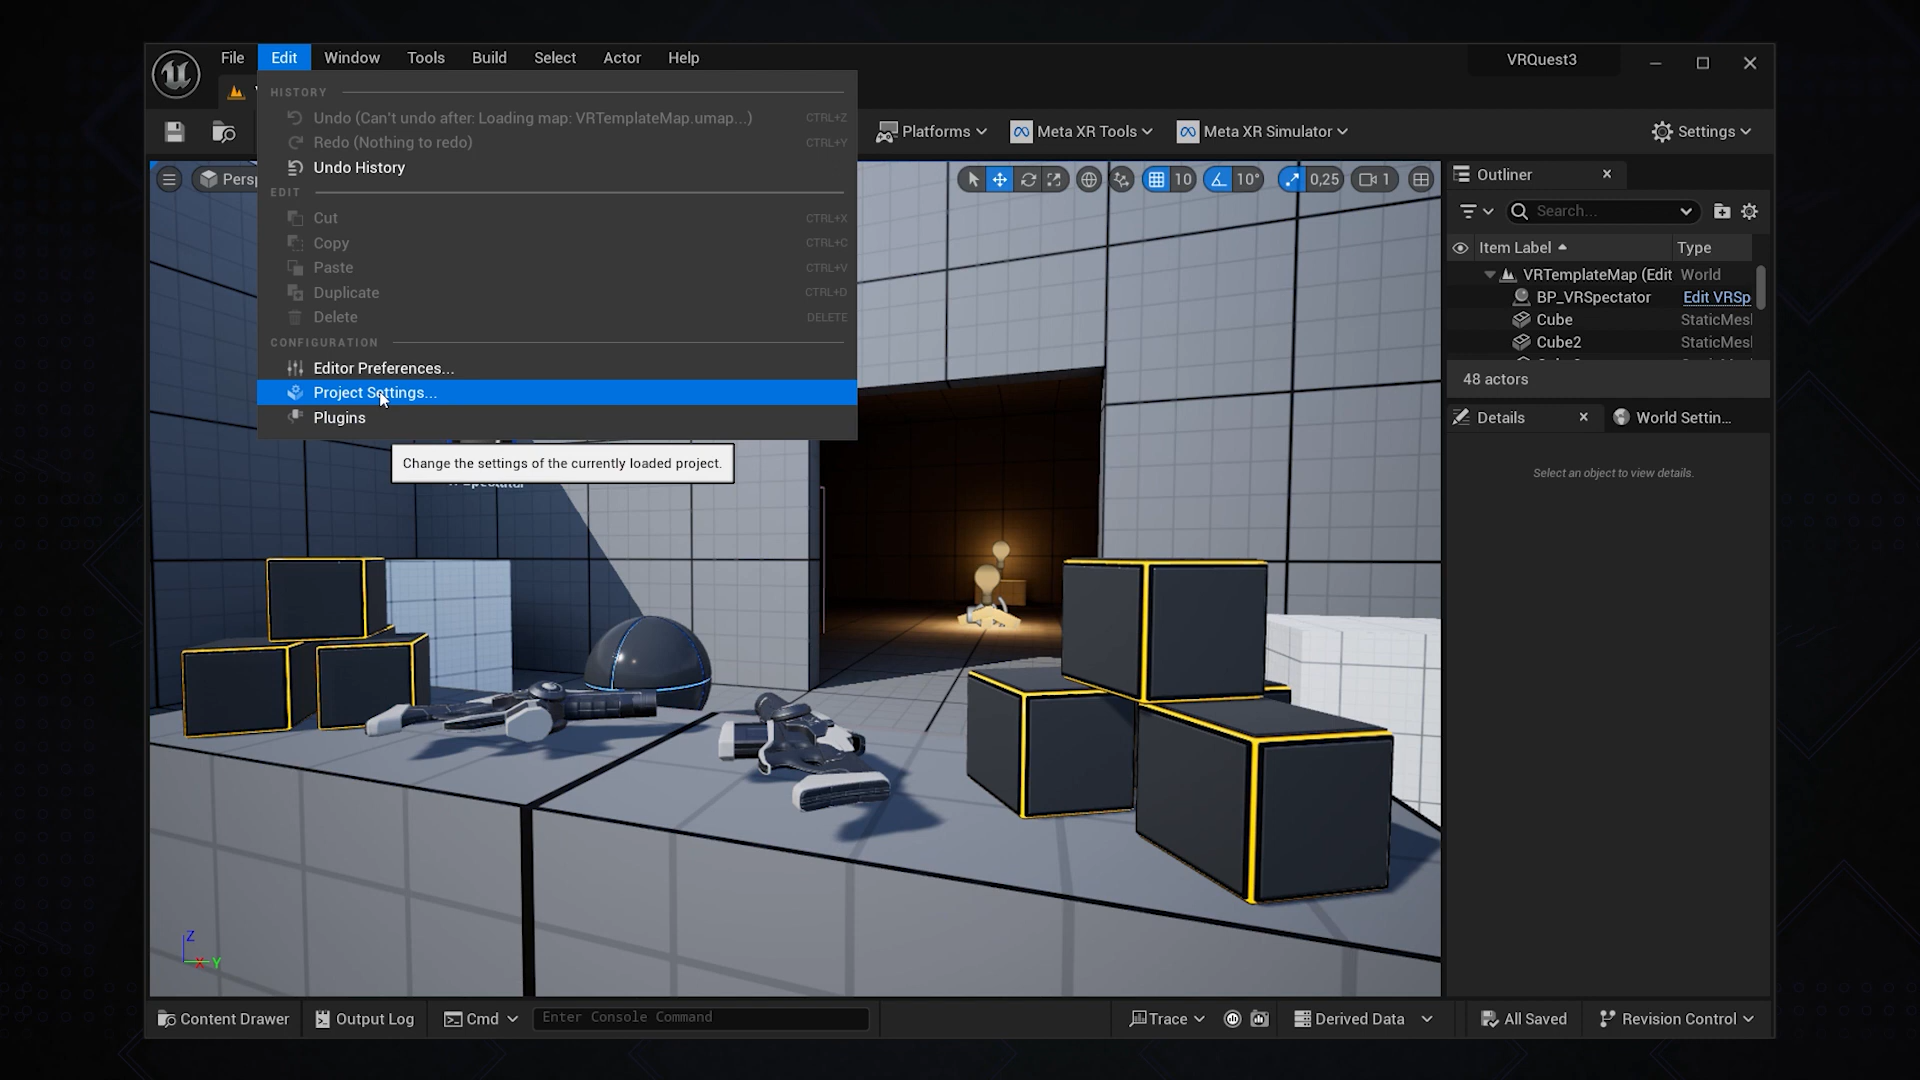 File Edit Window Tools Build Select Actor Help
VRQuest3
HISTORY
Undo (Can't undo after: Loading map: VRTemplateMap.umap...) CTRL+Z
Redo (Nothing to redo) CTRL+Y
Undo History
EDIT
Cut CTRL+X
Copy CTRL+C
Paste CTRL+V
Duplicate CTRL+D
Delete DELETE
CONFIGURATION
Editor Preferences...
Project Settings...
Plugins
Change the settings of the currently loaded project.
Platforms Meta XR Tools Meta XR Simulator Settings
Persp
10 10° 0,25 1
Outliner
Search...
Item Label Type
VRTemplateMap (Edit World
BP_VRSpectator Edit VRSp
Cube StaticMesl
Cube2 StaticMesl
48 actors
Details World Settin...
Select an object to view details.
Z
X Y
Content Drawer Output Log Cmd Enter Console Command Trace Derived Data All Saved Revision Control